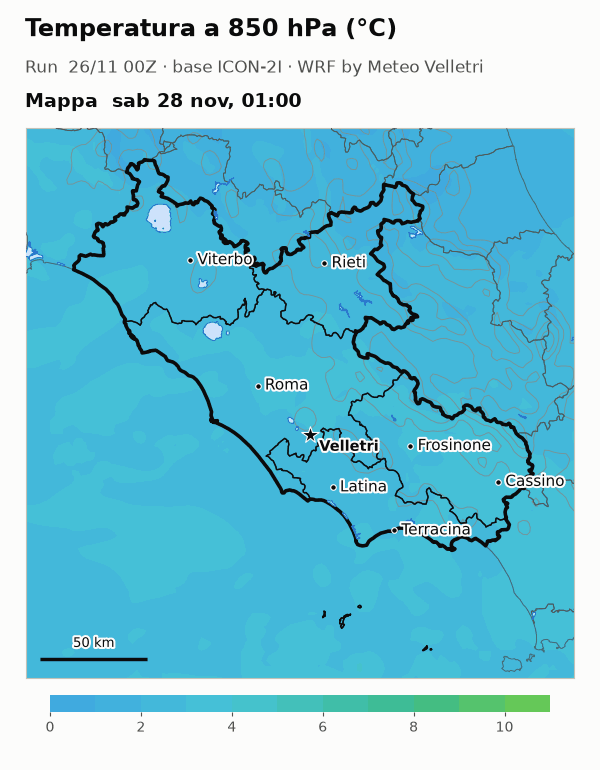 Temperatura a 850 hPa (°C)
Run  26/11 00Z · base ICON-2I · WRF by Meteo Velletri
Mappa  sab 28 nov, 01:00
Viterbo
Rieti
Roma
Velletri
Frosinone
Cassino
Latina
Terracina
50 km
0 2 4 6 8 10